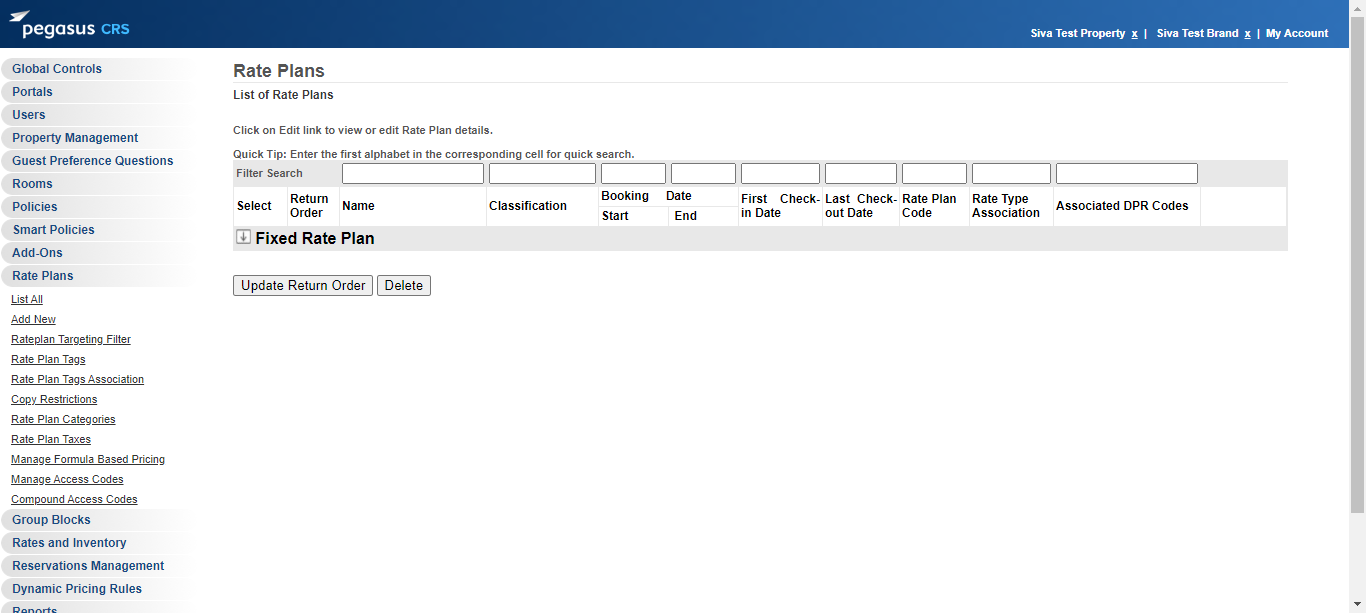 pegasus CRS
Siva Test Property x | Siva Test Brand x | My Account
Global Controls
Portals
Users
Property Management
Guest Preference Questions
Rooms
Policies
Smart Policies
Add-Ons
Rate Plans
List All
Add New
Rateplan Targeting Filter
Rate Plan Tags
Rate Plan Tags Association
Copy Restrictions
Rate Plan Categories
Rate Plan Taxes
Manage Formula Based Pricing
Manage Access Codes
Compound Access Codes
Group Blocks
Rates and Inventory
Reservations Management
Dynamic Pricing Rules
Reports
Rate Plans
List of Rate Plans
Click on Edit link to view or edit Rate Plan details.
Quick Tip: Enter the first alphabet in the corresponding cell for quick search.
Filter Search
Select
Return
Order
Name
Classification
Booking Date
Start End
First Check-
in Date
Last Check-
out Date
Rate Plan
Code
Rate Type
Association
Associated DPR Codes
Fixed Rate Plan
Update Return Order Delete